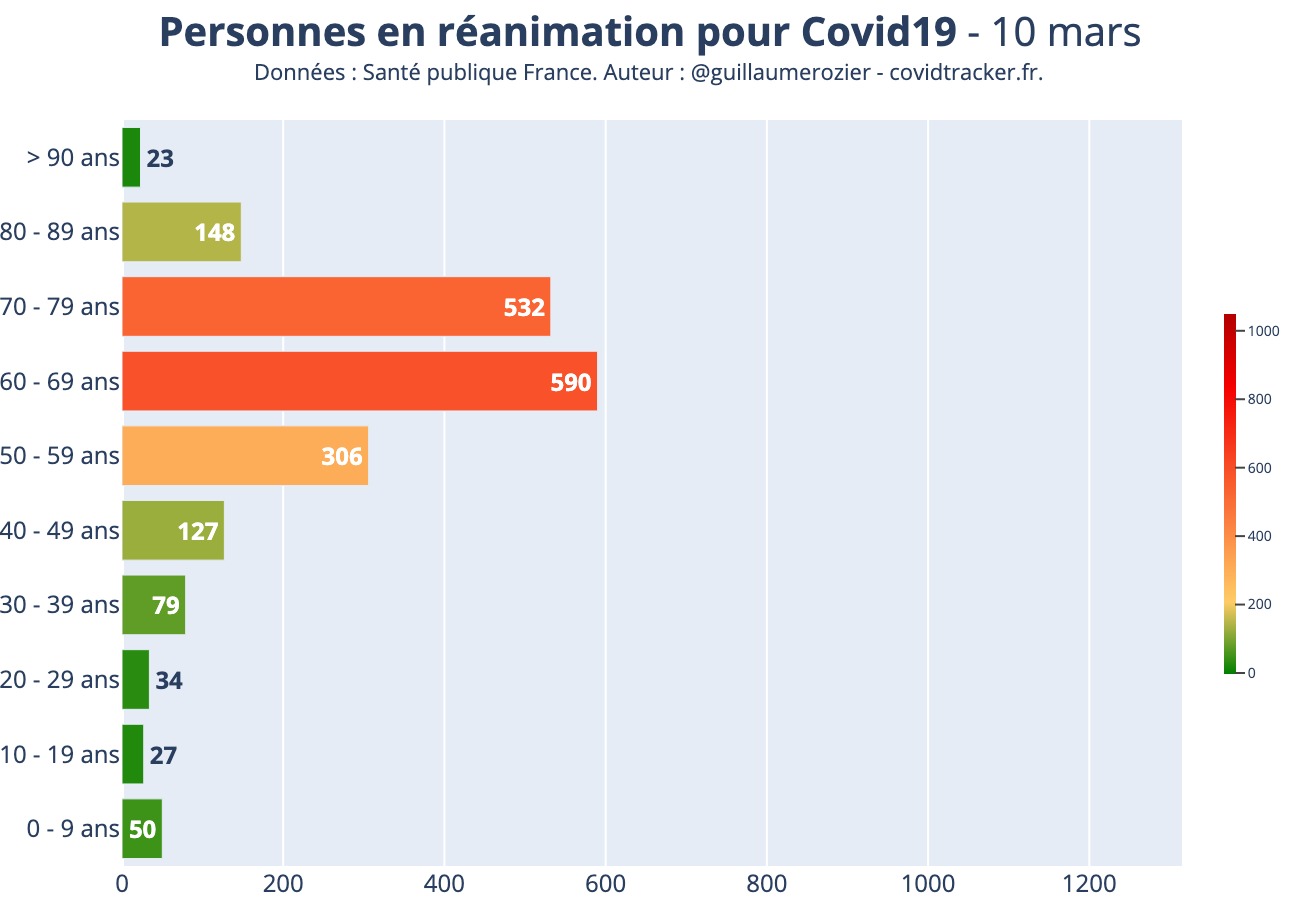 Personnes en réanimation pour Covid19 - 10 mars
Données : Santé publique France. Auteur : @guillaumerozier - covidtracker.fr.
> 90 ans 23
80 - 89 ans 148
70 - 79 ans 532
60 - 69 ans 590
50 - 59 ans 306
40 - 49 ans 127
30 - 39 ans 79
20 - 29 ans 34
10 - 19 ans 27
0 - 9 ans 50
0 200 400 600 800 1000 1200
1000
800
600
400
200
0